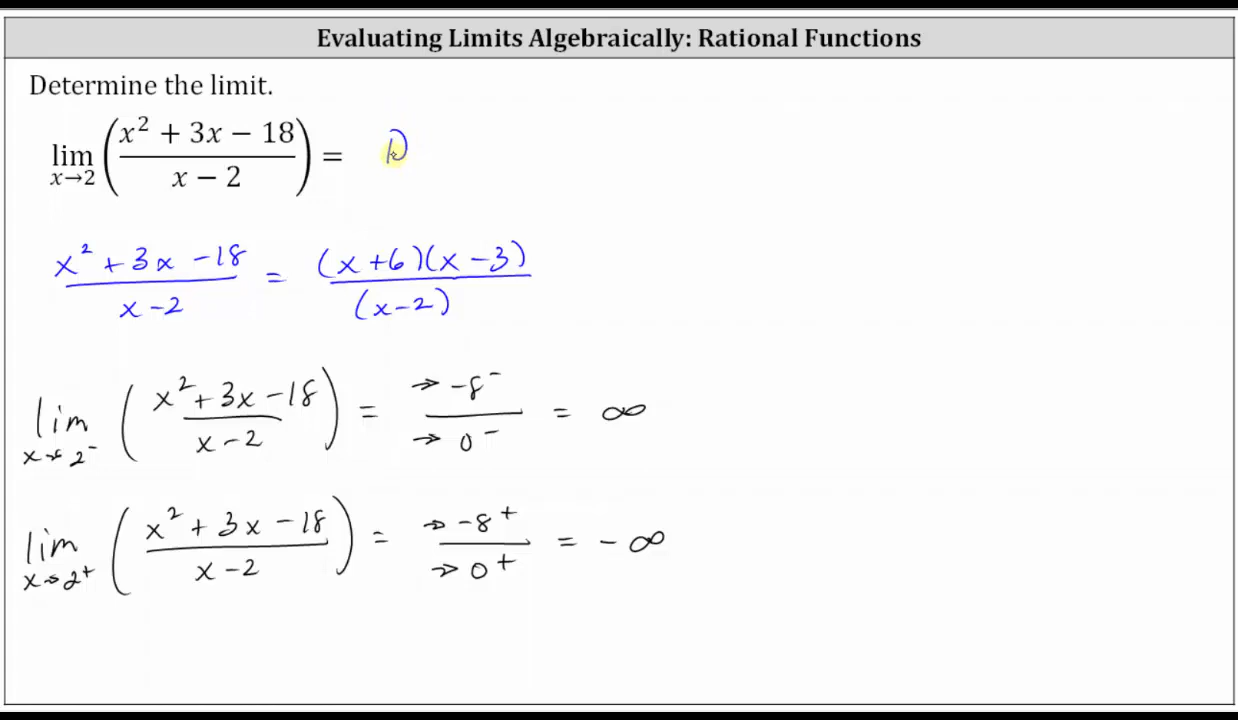 Evaluating Limits Algebraically: Rational Functions
Determine the limit.
lim x→2 ((x² + 3x − 18)/(x − 2)) = D
(x² + 3x − 18)/(x − 2) = ((x + 6)(x − 3))/((x − 2))
lim x→2⁻ ((x² + 3x − 18)/(x − 2)) = (→ −8⁻)/(→ 0⁻) = ∞
lim x→2⁺ ((x² + 3x − 18)/(x − 2)) = (→ −8⁺)/(→ 0⁺) = −∞